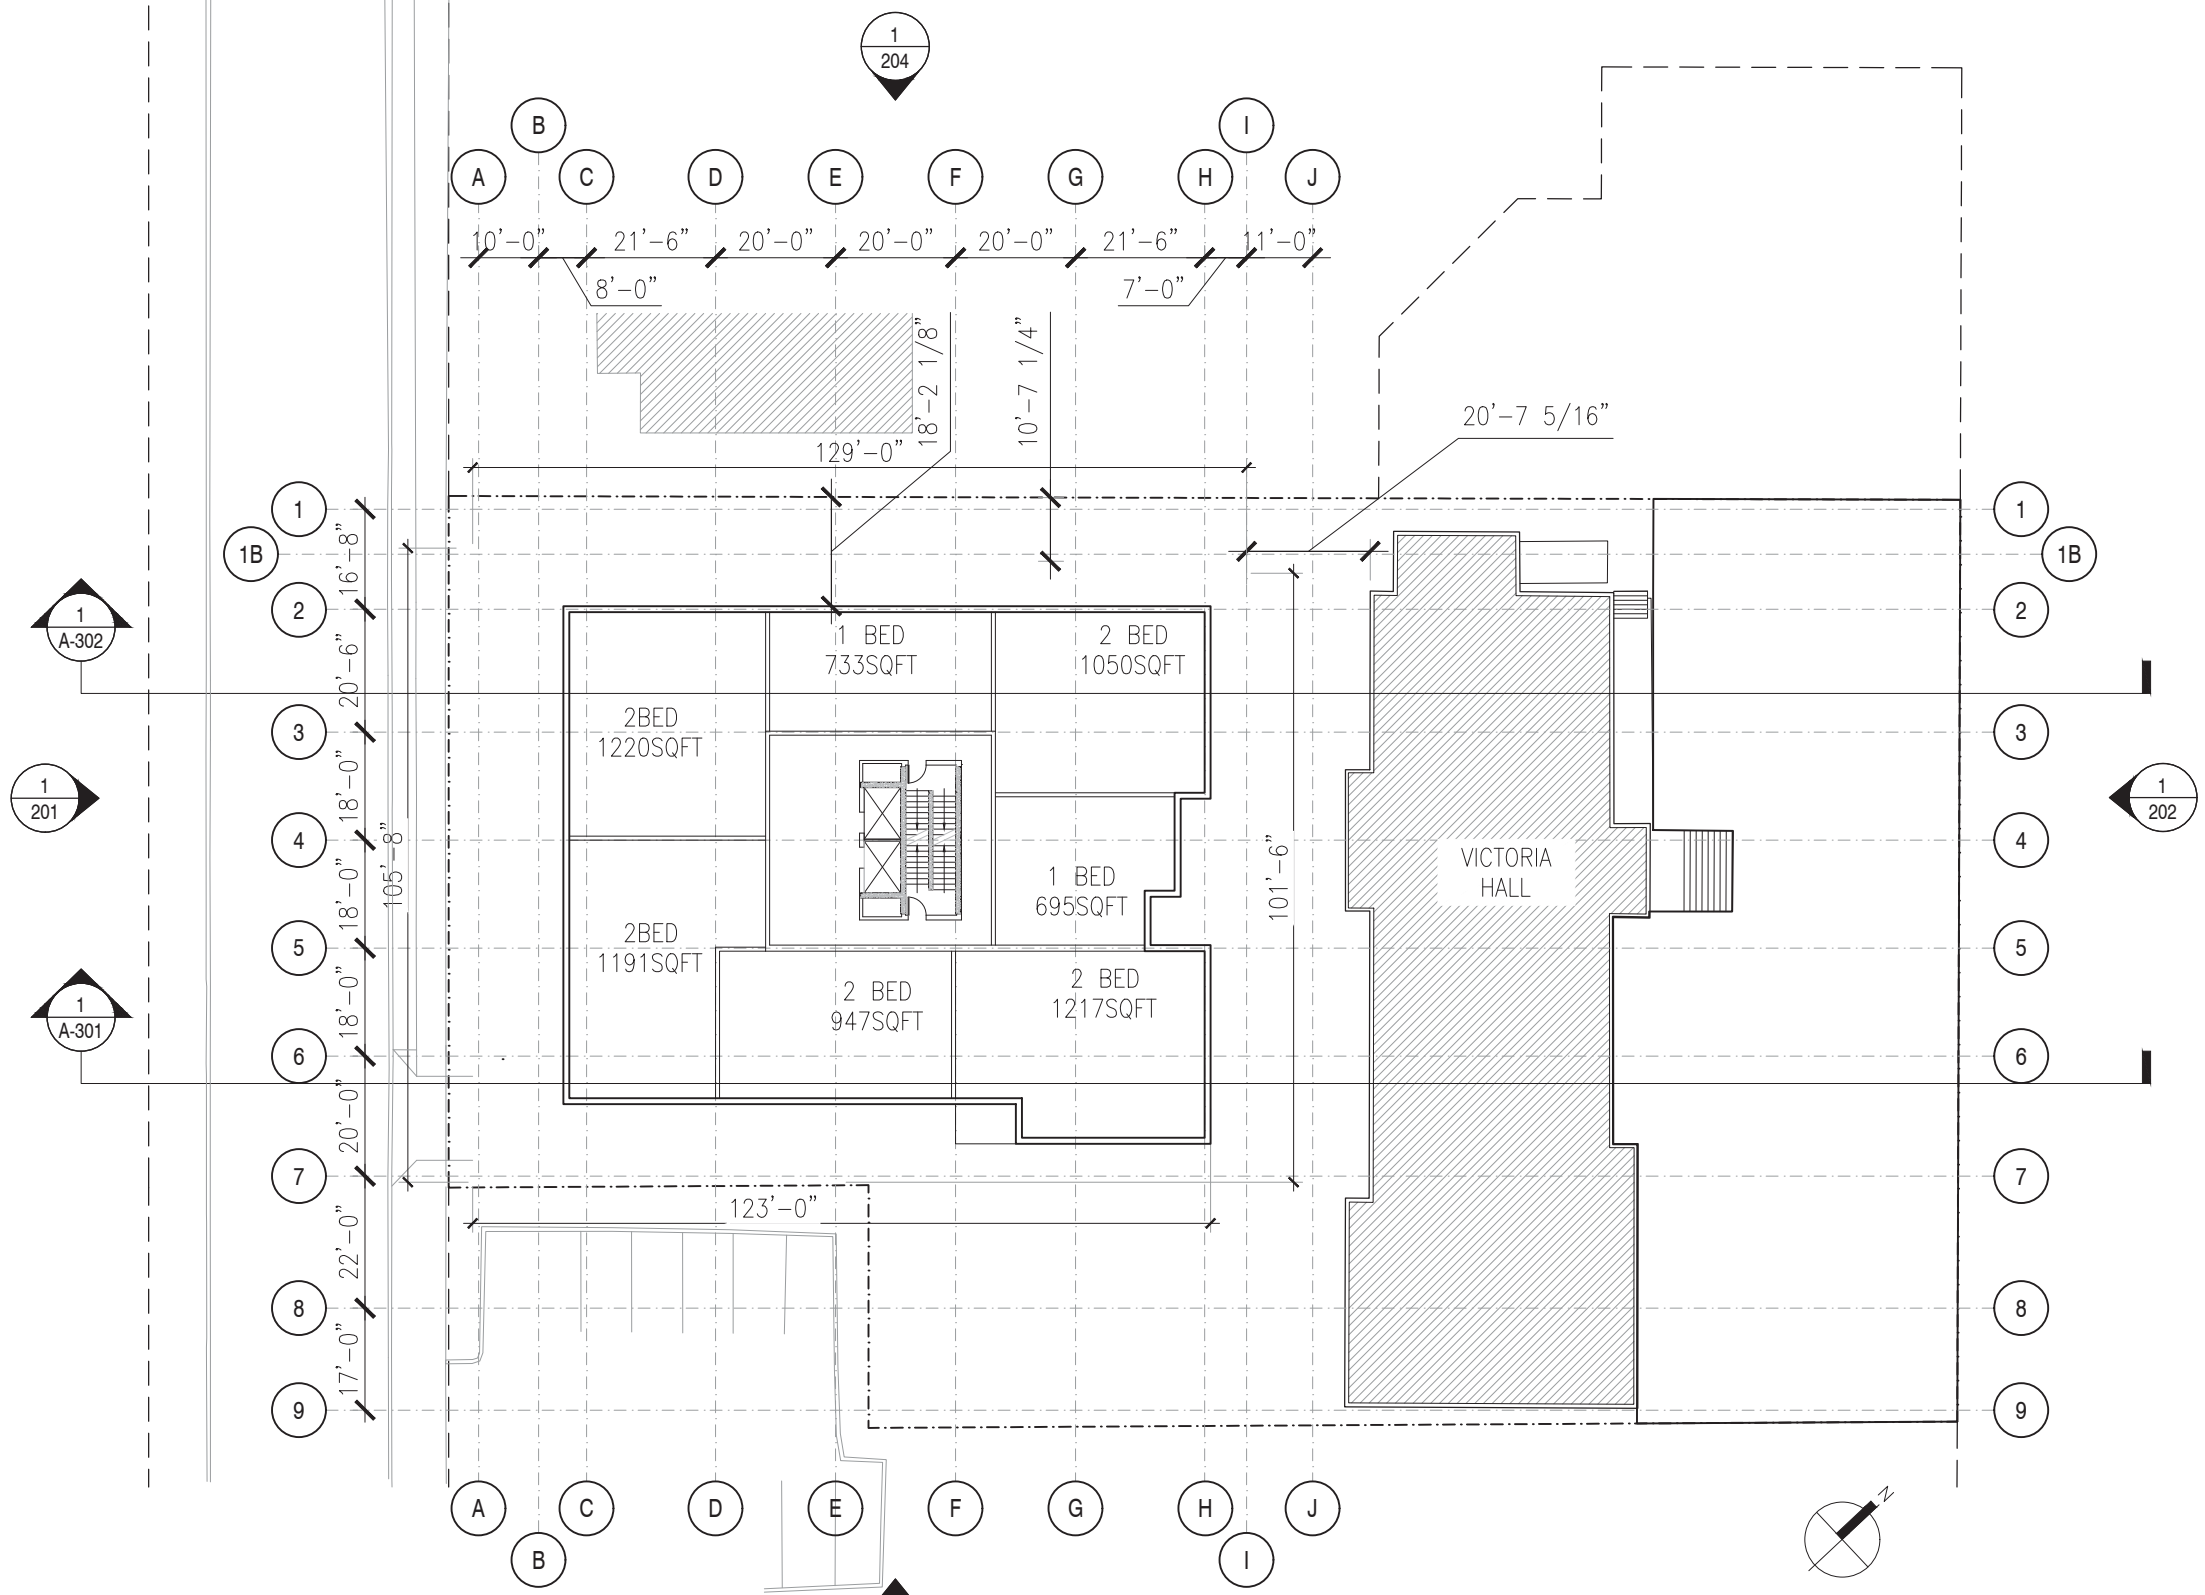 1
204
B
I
A
C
D
E
F
G
H
J
10'-0"
21'-6"
20'-0"
20'-0"
20'-0"
21'-6"
11'-0"
8'-0"
7'-0"
18'-2 1/8"
10'-7 1/4"
20'-7 5/16"
129'-0"
1
1
1B
1B
16'-8"
2
2
1
A-302
1 BED
733SQFT
2 BED
1050SQFT
20'-6"
2BED
1220SQFT
3
3
1
201
18'-0"
1
202
4
4
105'-8"
101'-6"
VICTORIA
HALL
1 BED
695SQFT
18'-0"
2BED
1191SQFT
5
5
2 BED
947SQFT
2 BED
1217SQFT
1
A-301
18'-0"
6
6
20'-0"
7
7
123'-0"
22'-0"
8
8
17'-0"
9
9
A
C
D
E
F
G
H
J
B
I
N